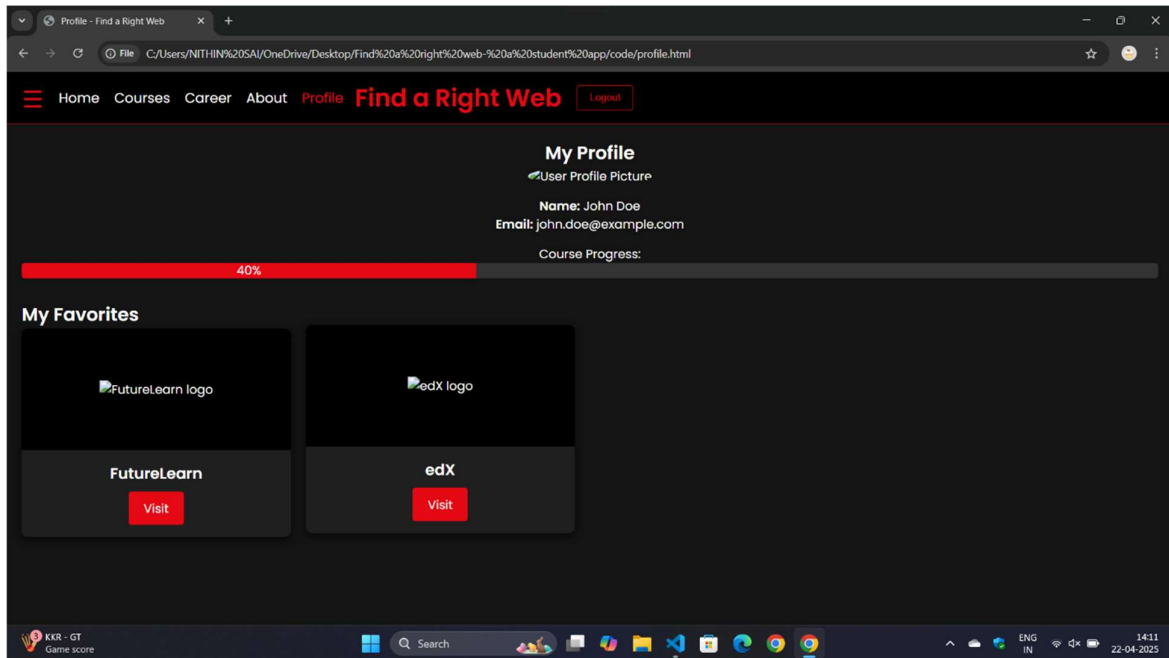 Profile - Find a Right Web
File C:/Users/NITHIN%20SAI/OneDrive/Desktop/Find%20a%20right%20web-%20a%20student%20app/code/profile.html
Home Courses Career About Profile Find a Right Web Logout
My Profile
User Profile Picture
Name: John Doe
Email: john.doe@example.com
Course Progress:
40%
My Favorites
FutureLearn logo
edX logo
FutureLearn
edX
Visit
Visit
3 KKR - GT
Game score
Search
ENG
IN
14:11
22-04-2025